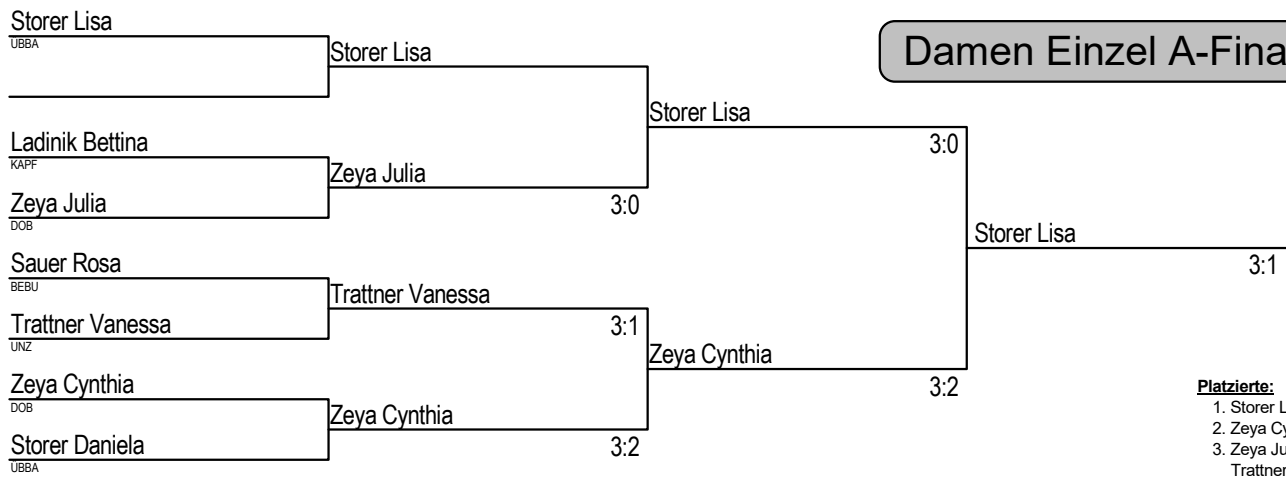 Damen Einzel A-Fina
Storer Lisa
ÜBBA
Storer Lisa
Ladinik Bettina
KAPF
Zeya Julia
DOB
Zeya Julia
3:0
Storer Lisa
3:0
Sauer Rosa
BEBU
Trattner Vanessa
UNZ
Trattner Vanessa
3:1
Zeya Cynthia
DOB
Storer Daniela
ÜBBA
Zeya Cynthia
3:2
Zeya Cynthia
3:2
Storer Lisa
3:1
Platzierte:
1. Storer L
2. Zeya Cy
3. Zeya Ju
Trattner